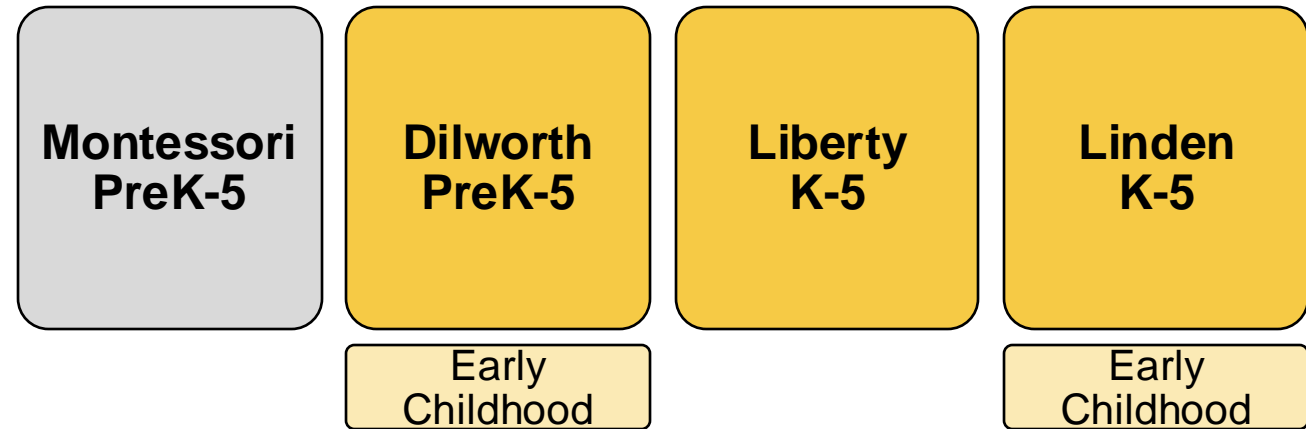 Montessori
PreK-5
Dilworth
PreK-5
Liberty
K-5
Linden
K-5
Early
Childhood
Early
Childhood